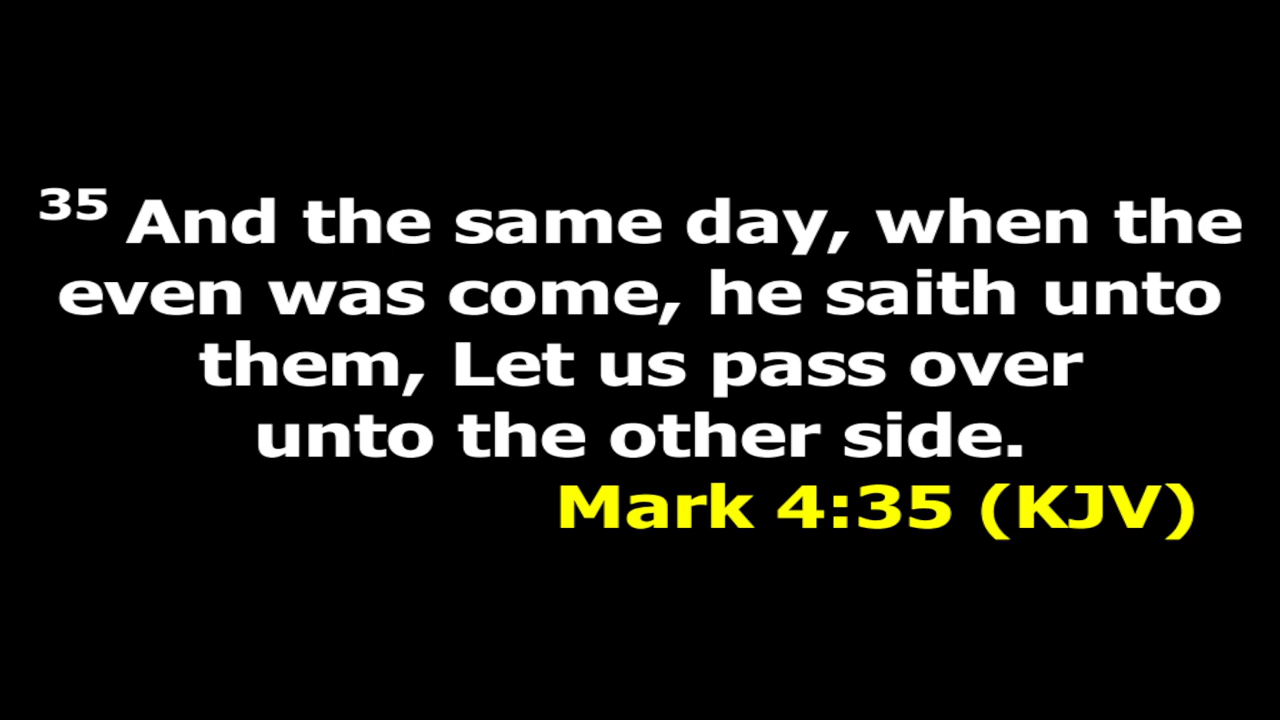 35 And the same day, when the
even was come, he saith unto
them, Let us pass over
unto the other side.
Mark 4:35 (KJV)